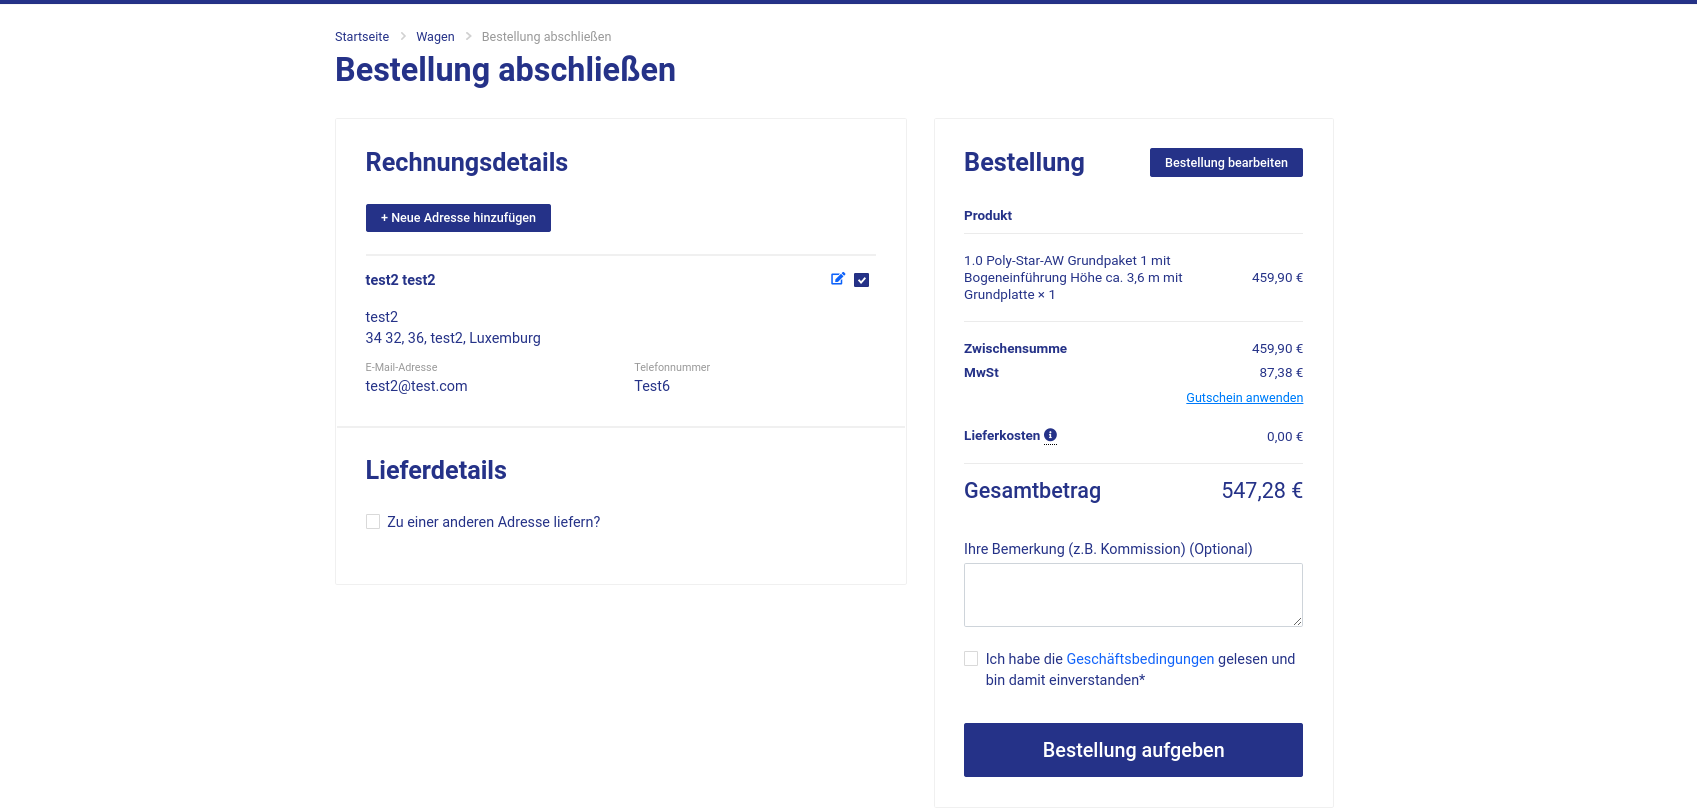 Startseite > Wagen > Bestellung abschließen
Bestellung abschließen
Rechnungsdetails
+ Neue Adresse hinzufügen
test2 test2
test2
34 32, 36, test2, Luxemburg
E-Mail-Adresse Telefonnummer
test2@test.com Test6
Lieferdetails
Zu einer anderen Adresse liefern?
Bestellung Bestellung bearbeiten
Produkt
1.0 Poly-Star-AW Grundpaket 1 mit
Bogeneinführung Höhe ca. 3,6 m mit 459,90 €
Grundplatte × 1
Zwischensumme 459,90 €
MwSt 87,38 €
Gutschein anwenden
Lieferkosten 0,00 €
Gesamtbetrag 547,28 €
Ihre Bemerkung (z.B. Kommission) (Optional)
Ich habe die Geschäftsbedingungen gelesen und
bin damit einverstanden*
Bestellung aufgeben